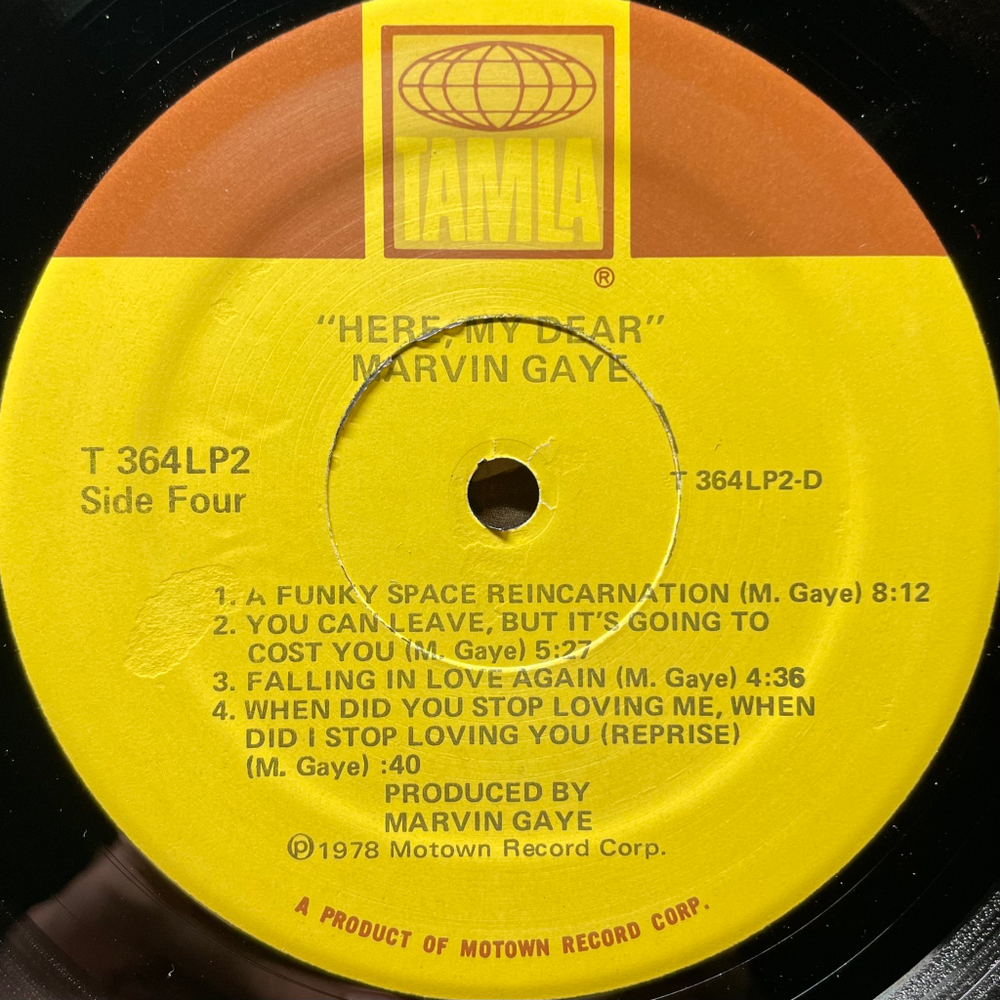 TAMLA
®
“HERE, MY DEAR”
MARVIN GAYE
T 364LP2
Side Four
T 364LP2-D
1. A FUNKY SPACE REINCARNATION (M. Gaye) 8:12
2. YOU CAN LEAVE, BUT IT'S GOING TO
COST YOU (M. Gaye) 5:27
3. FALLING IN LOVE AGAIN (M. Gaye) 4:36
4. WHEN DID YOU STOP LOVING ME, WHEN
DID I STOP LOVING YOU (REPRISE)
(M. Gaye) :40
PRODUCED BY
MARVIN GAYE
℗1978 Motown Record Corp.
A PRODUCT OF MOTOWN RECORD CORP.